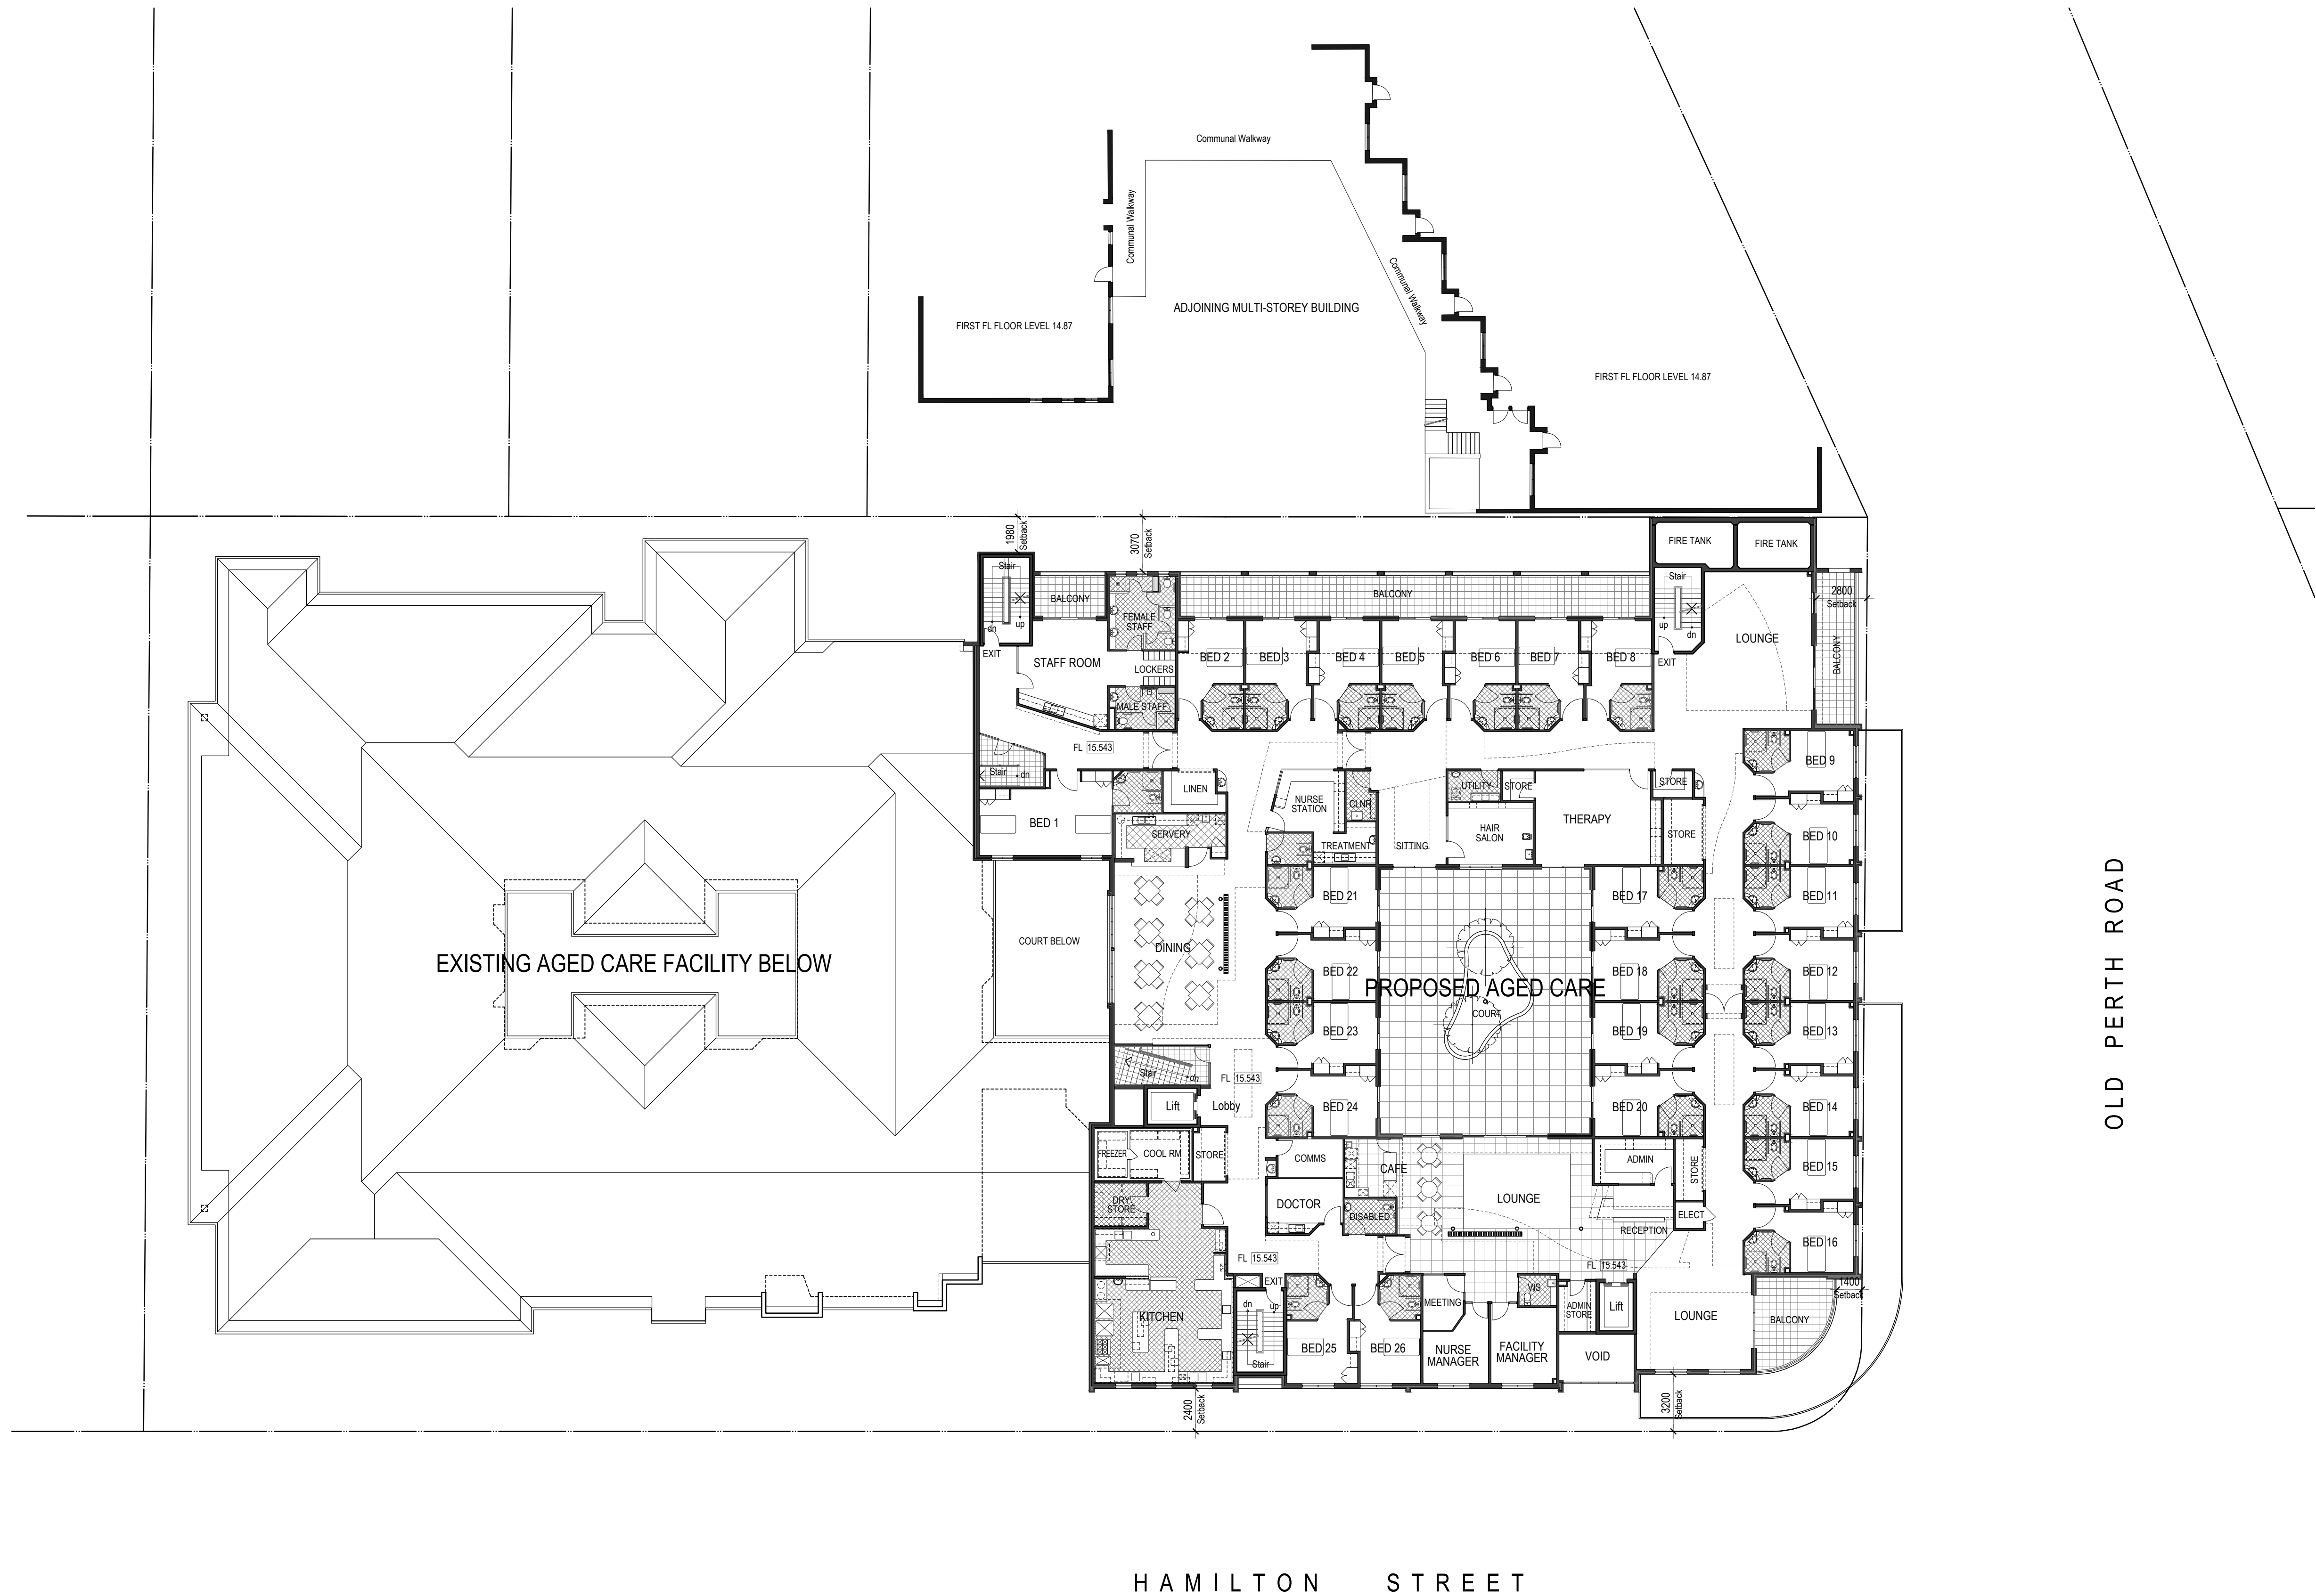 Communal Walkway
Communal Walkway
Communal Walkway
ADJOINING MULTI-STOREY BUILDING
FIRST FL FLOOR LEVEL 14.87
FIRST FL FLOOR LEVEL 14.87
1980
Setback
3070
Setback
FIRE TANK
FIRE TANK
Stair
dn
up
EXIT
BALCONY
FEMALE
STAFF
BALCONY
Stair
up
dn
EXIT
LOUNGE
2800
Setback
BALCONY
STAFF ROOM
LOCKERS
MALE STAFF
BED 2
BED 3
BED 4
BED 5
BED 6
BED 7
BED 8
FL 15.543
Stair
dn
BED 1
LINEN
SERVERY
NURSE
STATION
CLNR
TREATMENT
SITTING
UTILITY
STORE
HAIR
SALON
THERAPY
STORE
STORE
BED 9
BED 10
BED 11
BED 12
BED 13
BED 14
BED 15
BED 16
BED 17
BED 18
BED 19
BED 20
BED 21
BED 22
BED 23
BED 24
COURT BELOW
DINING
EXISTING AGED CARE FACILITY BELOW
PROPOSED AGED CARE
COURT
OLD PERTH ROAD
Stair
dn
FL 15.543
Lift
Lobby
FREEZER
COOL RM
STORE
COMMS
CAFE
LOUNGE
ADMIN
STORE
DRY
STORE
DOCTOR
DISABLED
ELECT
RECEPTION
FL 15.543
FL 15.543
EXIT
dn
up
Stair
KITCHEN
BED 25
BED 26
MEETING
VIS
ADMIN
STORE
Lift
NURSE
MANAGER
FACILITY
MANAGER
VOID
LOUNGE
BALCONY
1400
Setback
2400
Setback
3200
Setback
HAMILTON STREET